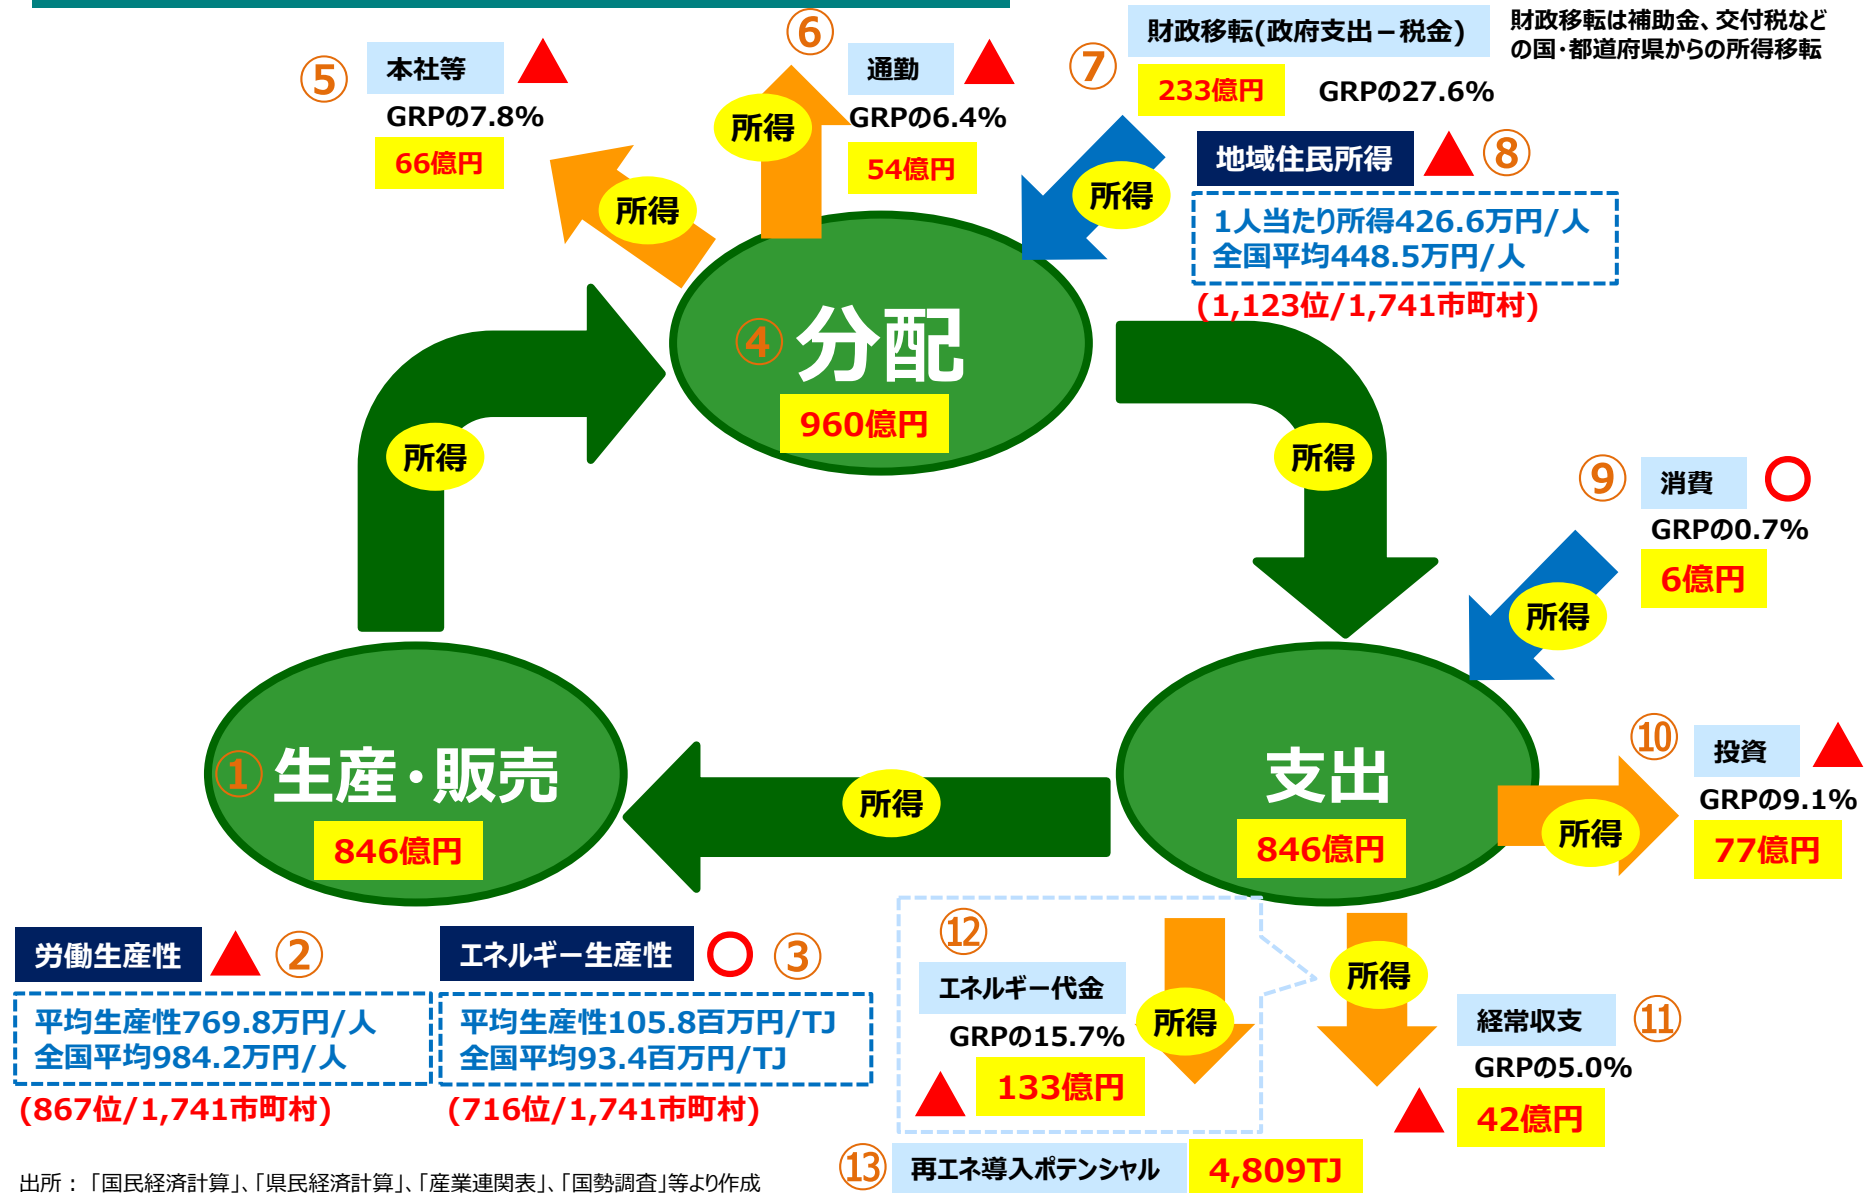 ⑤
本社等
GRPの7.8%
66億円
⑥
通勤
GRPの6.4%
54億円
⑦
財政移転(政府支出－税金)
233億円
GRPの27.6%
財政移転は補助金、交付税など
の国・都道府県からの所得移転
所得
所得
所得
地域住民所得
⑧
1人当たり所得426.6万円/人
全国平均448.5万円/人
(1,123位/1,741市町村)
④
分配
960億円
所得
所得
⑨
消費
GRPの0.7%
6億円
所得
①
生産・販売
846億円
所得
支出
846億円
⑩
投資
GRPの9.1%
77億円
所得
労働生産性
②
平均生産性769.8万円/人
全国平均984.2万円/人
(867位/1,741市町村)
エネルギー生産性
③
平均生産性105.8百万円/TJ
全国平均93.4百万円/TJ
(716位/1,741市町村)
⑫
エネルギー代金
GRPの15.7%
133億円
所得
所得
経常収支
⑪
GRPの5.0%
42億円
⑬
再エネ導入ポテンシャル
4,809TJ
出所：「国民経済計算」、「県民経済計算」、「産業連関表」、「国勢調査」等より作成